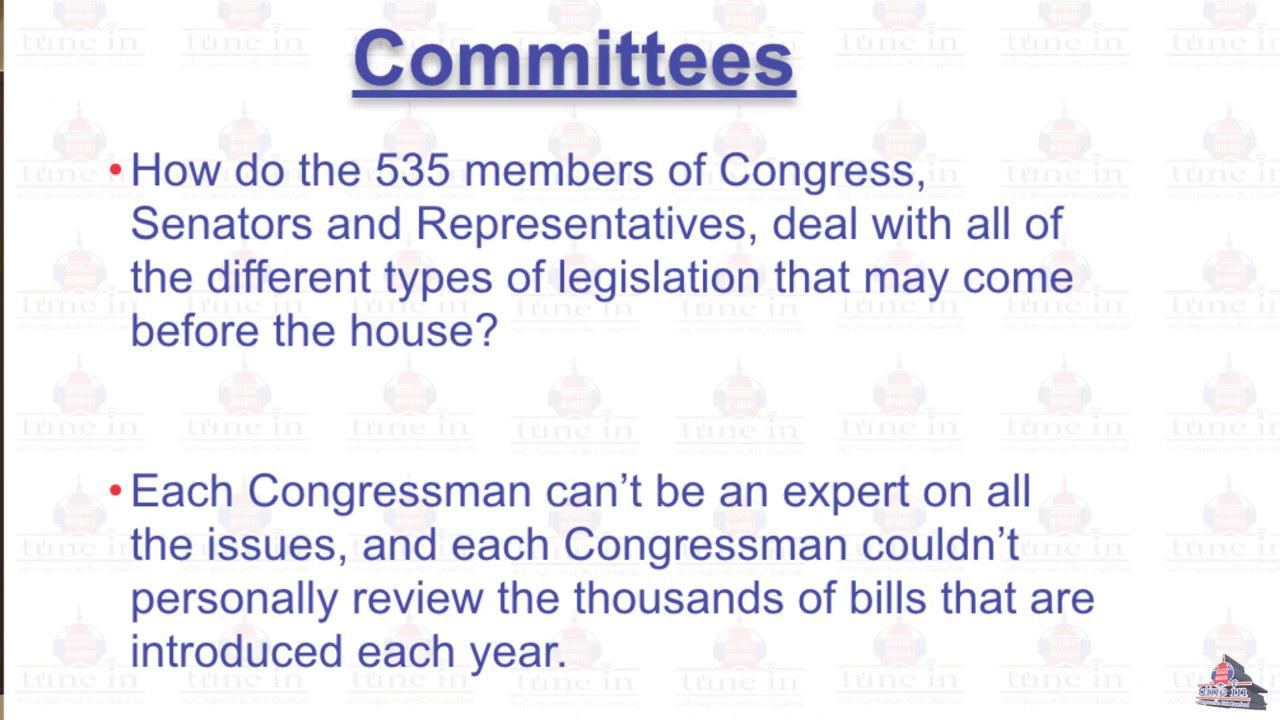 Committees
• How do the 535 members of Congress,
Senators and Representatives, deal with all of
the different types of legislation that may come
before the house?
• Each Congressman can’t be an expert on all
the issues, and each Congressman couldn’t
personally review the thousands of bills that are
introduced each year.
tune in